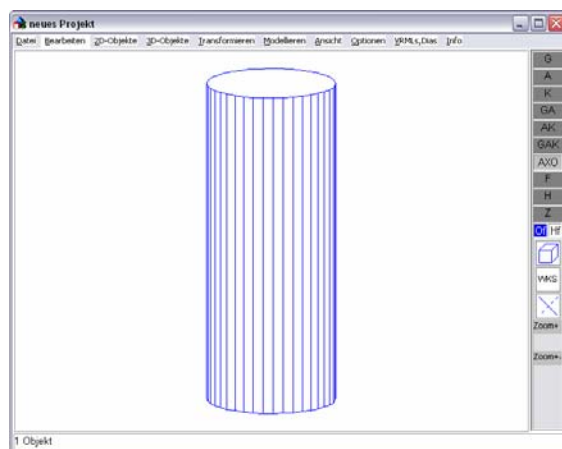 neues Projekt
Datei Bearbeiten 2D-Objekte 3D-Objekte Transformieren Modellieren Ansicht Optionen VRMLs,Dias Info
G
A
K
GA
AK
GAK
AXO
F
H
Z
Of Hf
WKS
Zoom+
Zoom+-
1 Objekt